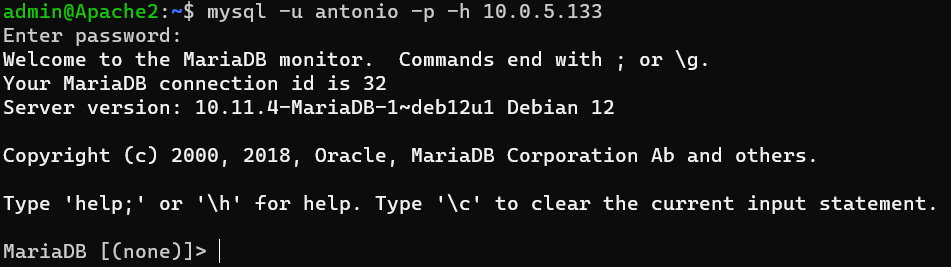 admin@Apache2:~$ mysql -u antonio -p -h 10.0.5.133
Enter password:
Welcome to the MariaDB monitor.  Commands end with ; or \g.
Your MariaDB connection id is 32
Server version: 10.11.4-MariaDB-1~deb12u1 Debian 12

Copyright (c) 2000, 2018, Oracle, MariaDB Corporation Ab and others.

Type 'help;' or '\h' for help. Type '\c' to clear the current input statement.

MariaDB [(none)]>